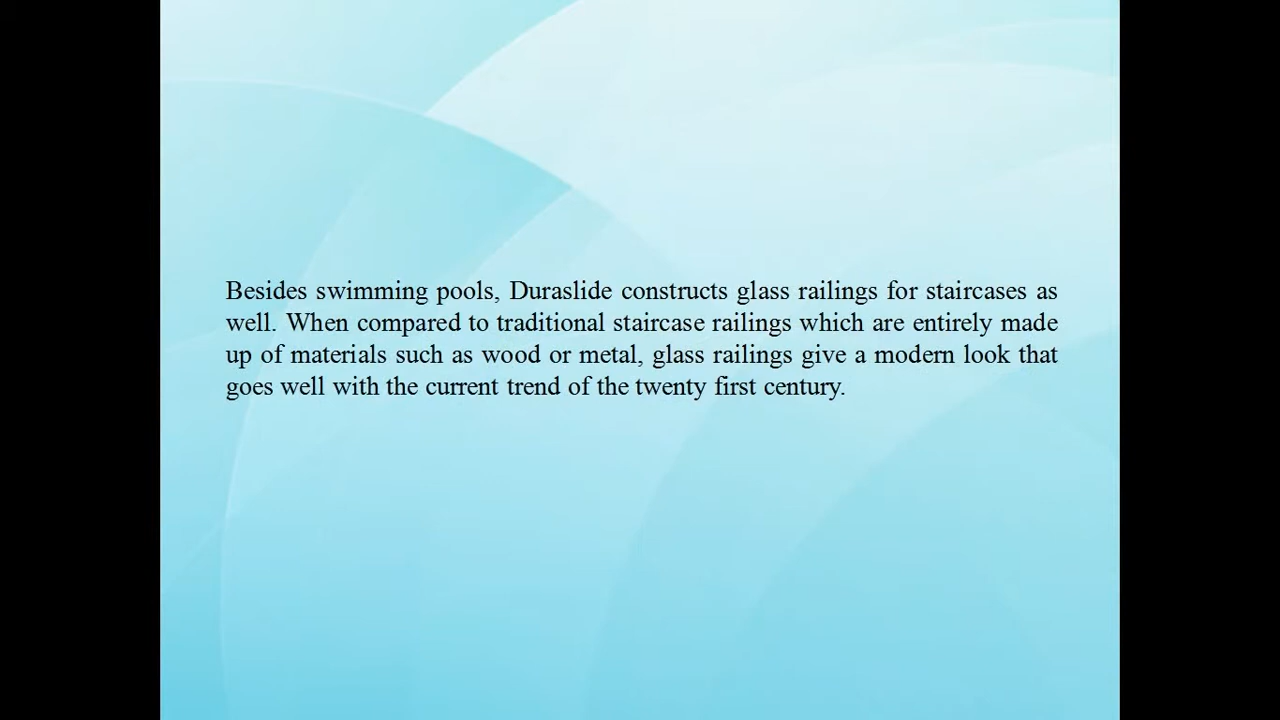 Besides swimming pools, Duraslide constructs glass railings for staircases as
well. When compared to traditional staircase railings which are entirely made
up of materials such as wood or metal, glass railings give a modern look that
goes well with the current trend of the twenty first century.